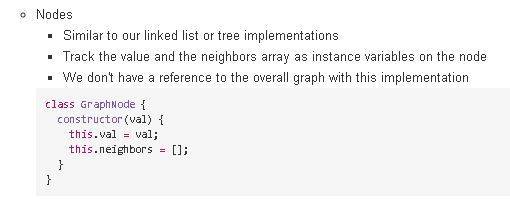 Nodes
Similar to our linked list or tree implementations
Track the value and the neighbors array as instance variables on the node
We don't have a reference to the overall graph with this implementation
class GraphNode {
  constructor(val) {
    this.val = val;
    this.neighbors = [];
  }
}